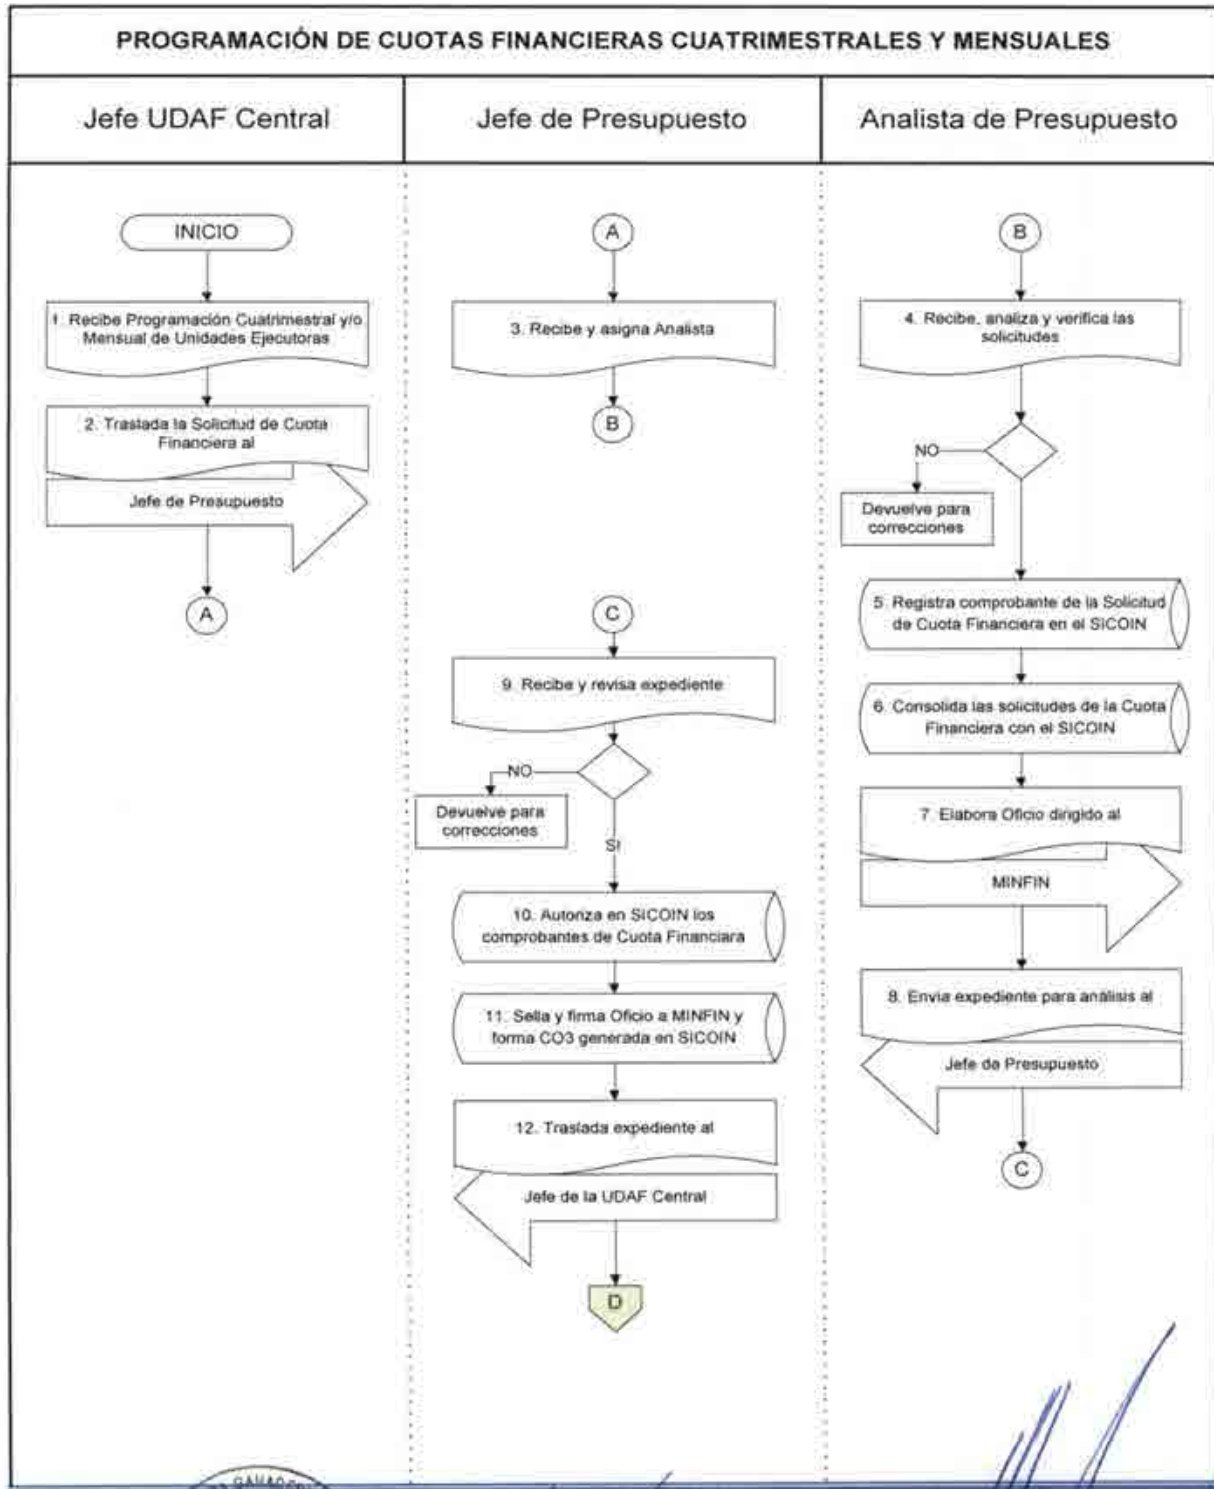 PROGRAMACIÓN DE CUOTAS FINANCIERAS CUATRIMESTRALES Y MENSUALES
Jefe UDAF Central
Jefe de Presupuesto
Analista de Presupuesto
INICIO
1. Recibe Programación Cuatrimestral y/o
Mensual de Unidades Ejecutoras
2. Traslada la Solicitud de Cuota
Financiera al
Jefe de Presupuesto
A
A
3. Recibe y asigna Analista
B
C
9. Recibe y revisa expediente
NO
Devuelve para
correcciones
SI
10. Autoriza en SICOIN los
comprobantes de Cuota Financiara
11. Sella y firma Oficio a MINFIN y
forma CO3 generada en SICOIN
12. Traslada expediente al
Jefe de la UDAF Central
D
B
4. Recibe, analiza y verifica las
solicitudes
NO
Devuelve para
correcciones
5. Registra comprobante de la Solicitud
de Cuota Financiera en el SICOIN
6. Consolida las solicitudes de la Cuota
Financiera con el SICOIN
7. Elabora Oficio dirigido al
MINFIN
8. Envia expediente para análisis al
Jefe de Presupuesto
C